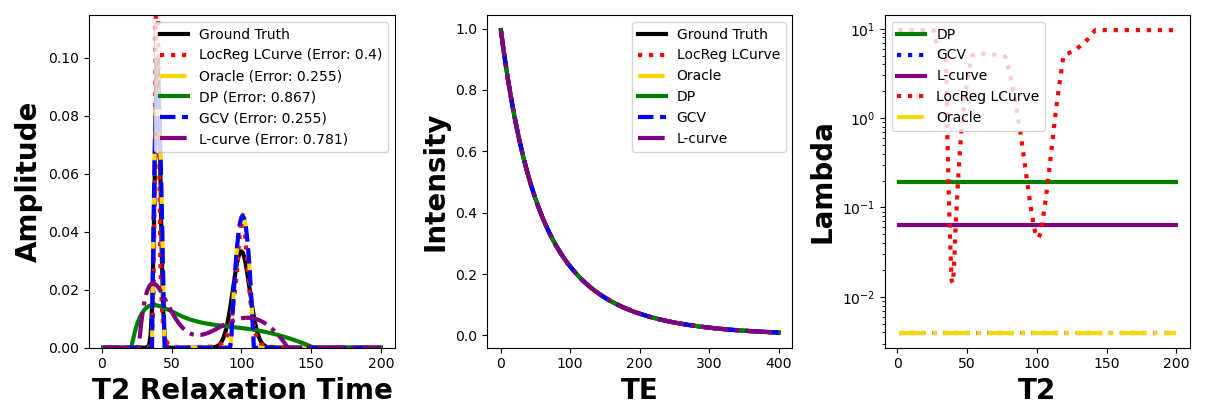 Amplitude
0.10
0.08
0.06
0.04
0.02
0.00
Ground Truth
LocReg LCurve (Error: 0.4)
Oracle (Error: 0.255)
DP (Error: 0.867)
GCV (Error: 0.255)
L-curve (Error: 0.781)
0 50 100 150 200
T2 Relaxation Time
Intensity
1.0
0.8
0.6
0.4
0.2
0.0
Ground Truth
LocReg LCurve
Oracle
DP
GCV
L-curve
0 100 200 300 400
TE
Lambda
10¹
10⁰
10⁻¹
10⁻²
DP
GCV
L-curve
LocReg LCurve
Oracle
0 50 100 150 200
T2